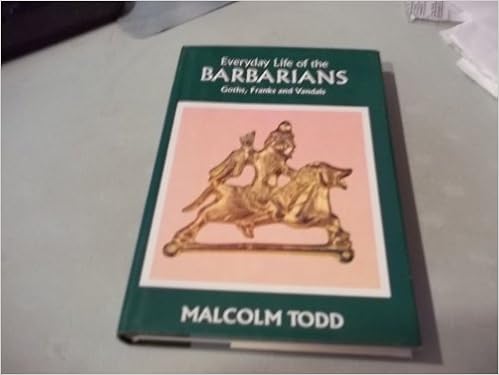 Everyday Life of the
BARBARIANS
Goths, Franks and Vandals
MALCOLM TODD